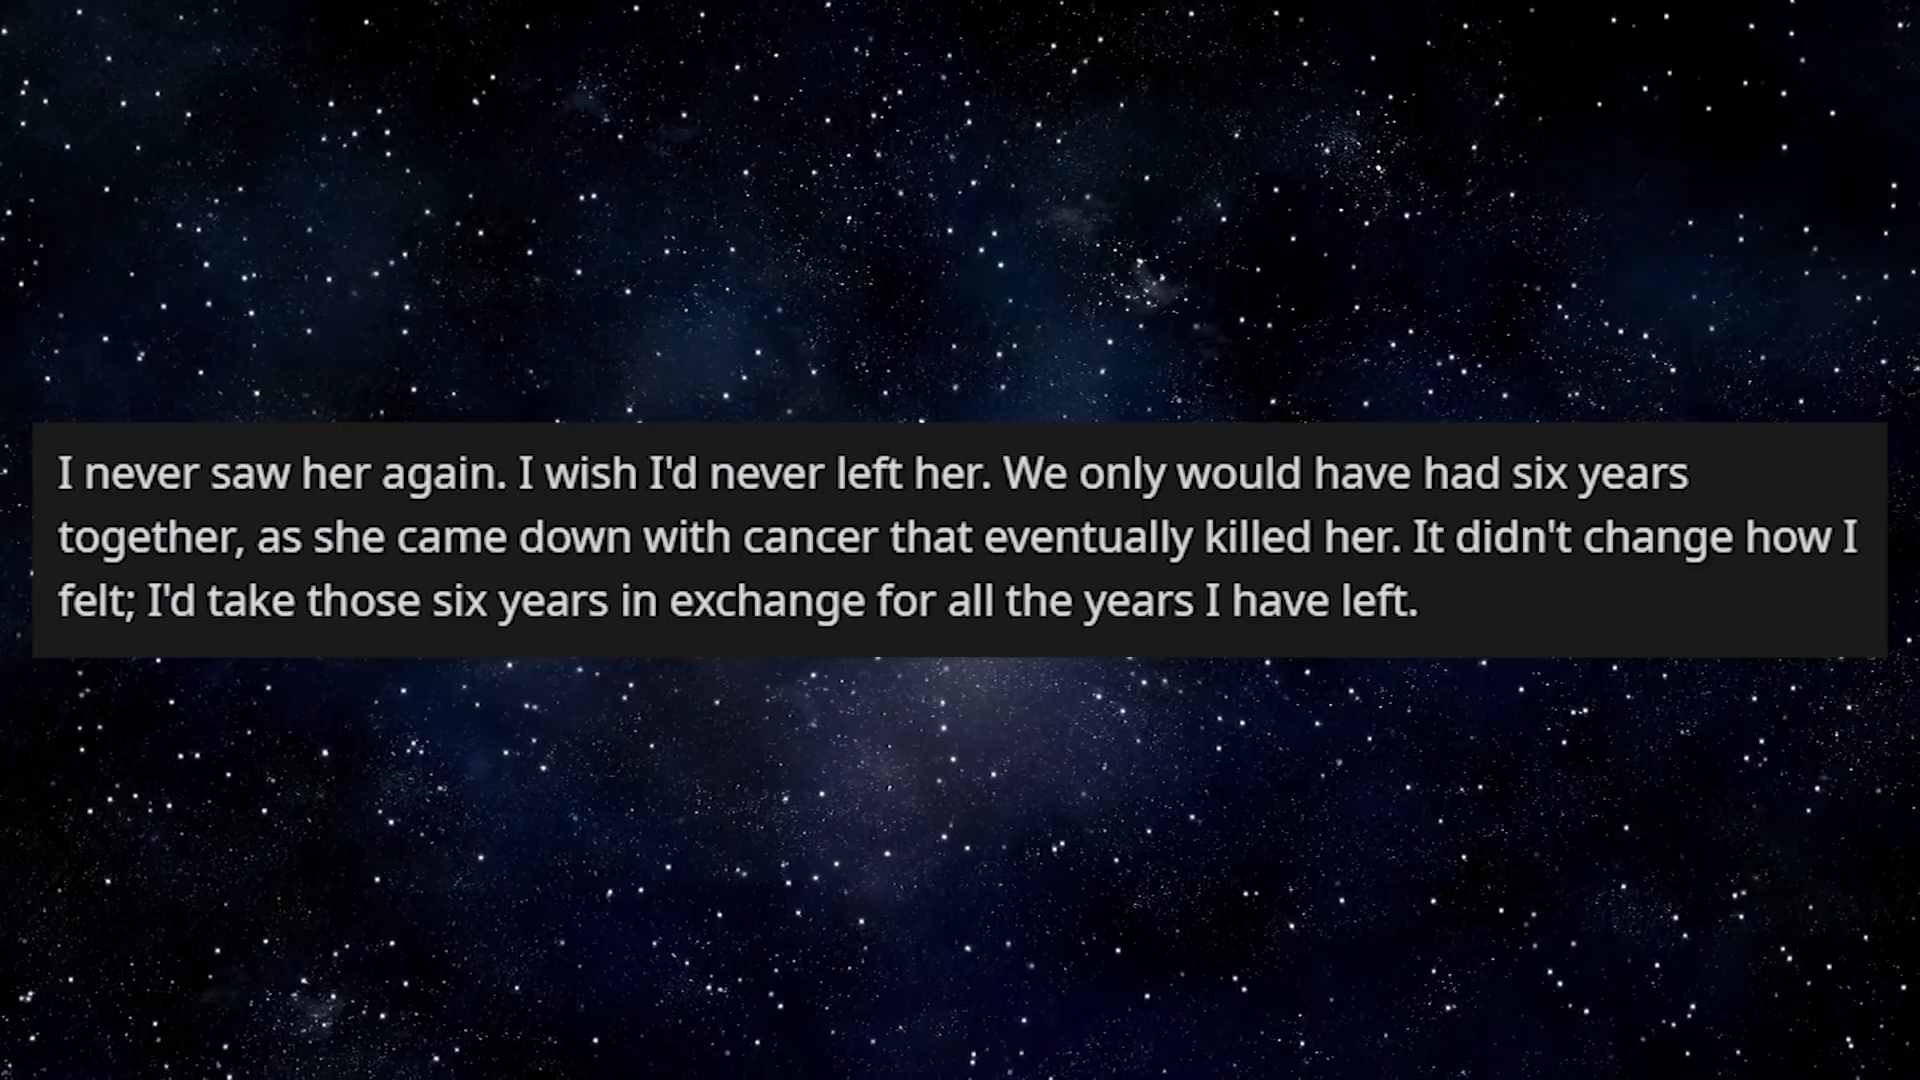 I never saw her again. I wish I'd never left her. We only would have had six years
together, as she came down with cancer that eventually killed her. It didn't change how I
felt; I'd take those six years in exchange for all the years I have left.